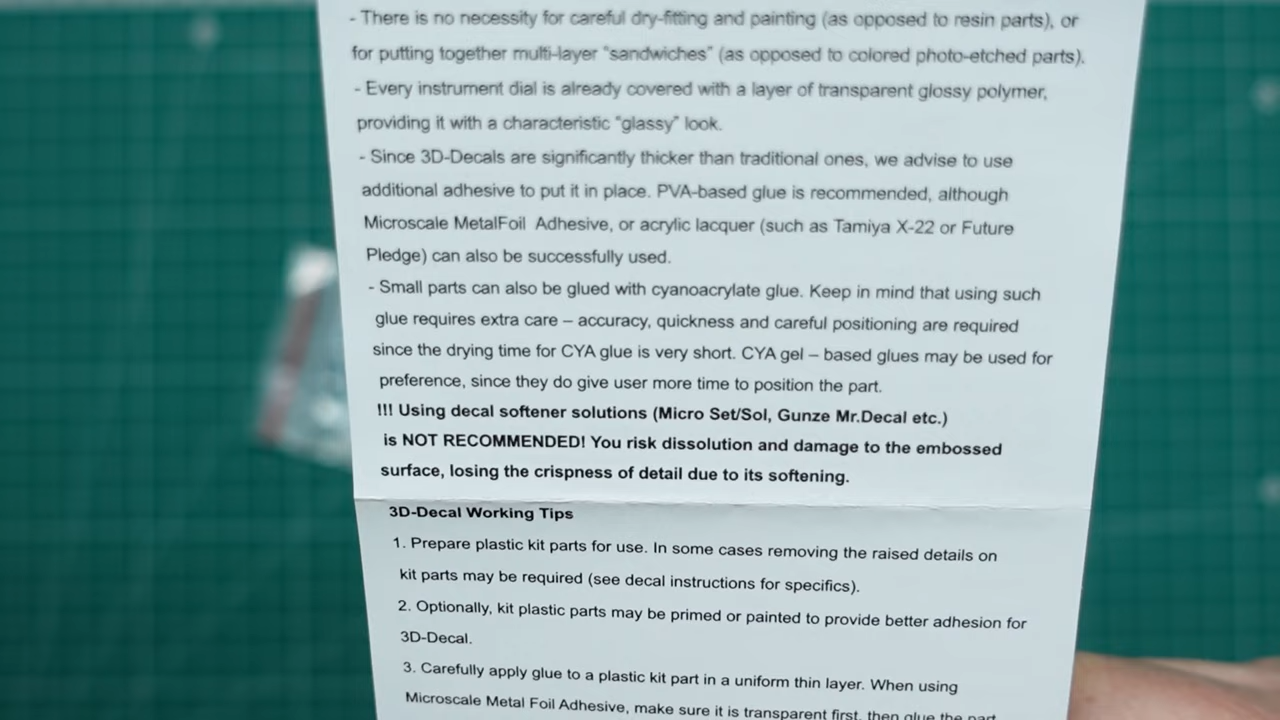 - There is no necessity for careful dry-fitting and painting (as opposed to resin parts), or
for putting together multi-layer “sandwiches” (as opposed to colored photo-etched parts).
- Every instrument dial is already covered with a layer of transparent glossy polymer,
providing it with a characteristic “glassy” look.
- Since 3D-Decals are significantly thicker than traditional ones, we advise to use
additional adhesive to put it in place. PVA-based glue is recommended, although
Microscale MetalFoil Adhesive, or acrylic lacquer (such as Tamiya X-22 or Future
Pledge) can also be successfully used.
- Small parts can also be glued with cyanoacrylate glue. Keep in mind that using such
glue requires extra care – accuracy, quickness and careful positioning are required
since the drying time for CYA glue is very short. CYA gel – based glues may be used for
preference, since they do give user more time to position the part.
!!! Using decal softener solutions (Micro Set/Sol, Gunze Mr.Decal etc.)
is NOT RECOMMENDED! You risk dissolution and damage to the embossed
surface, losing the crispness of detail due to its softening.
3D-Decal Working Tips
1. Prepare plastic kit parts for use. In some cases removing the raised details on
kit parts may be required (see decal instructions for specifics).
2. Optionally, kit plastic parts may be primed or painted to provide better adhesion for
3D-Decal.
3. Carefully apply glue to a plastic kit part in a uniform thin layer. When using
Microscale Metal Foil Adhesive, make sure it is transparent first, then glue the part